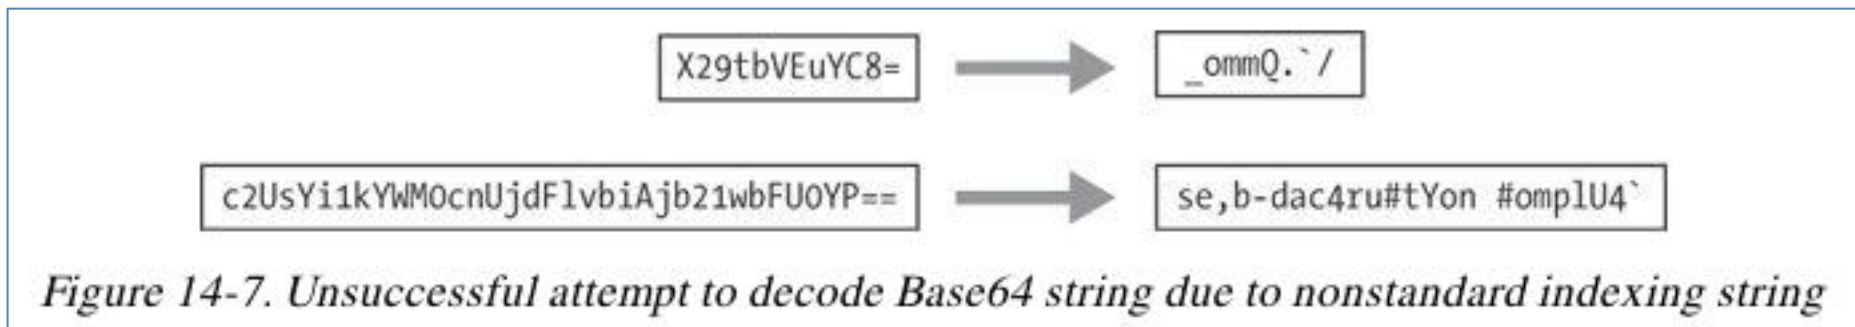 X29tbVEuYC8= _ommQ.`/
c2UsYi1kYWM0cnUjdFlvbiAjb21wbFU0YP== se,b-dac4ru#tYon #omplU4`
Figure 14-7. Unsuccessful attempt to decode Base64 string due to nonstandard indexing string